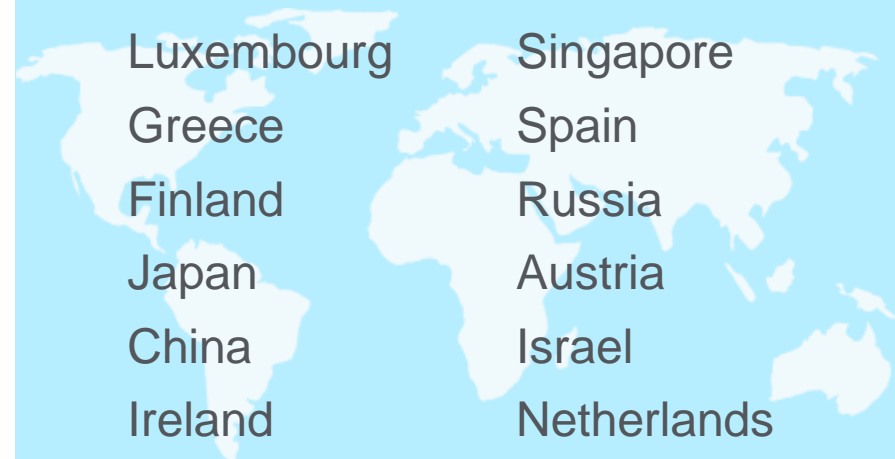 Luxembourg
Greece
Finland
Japan
China
Ireland
Singapore
Spain
Russia
Austria
Israel
Netherlands